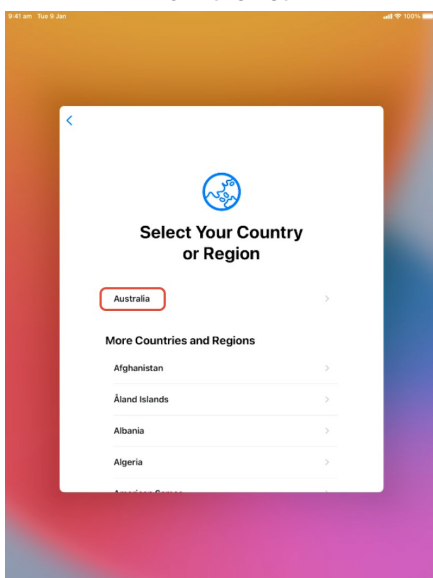 9:41 am Tue 9 Jan 100%
Select Your Country
or Region
Australia
More Countries and Regions
Afghanistan
Åland Islands
Albania
Algeria